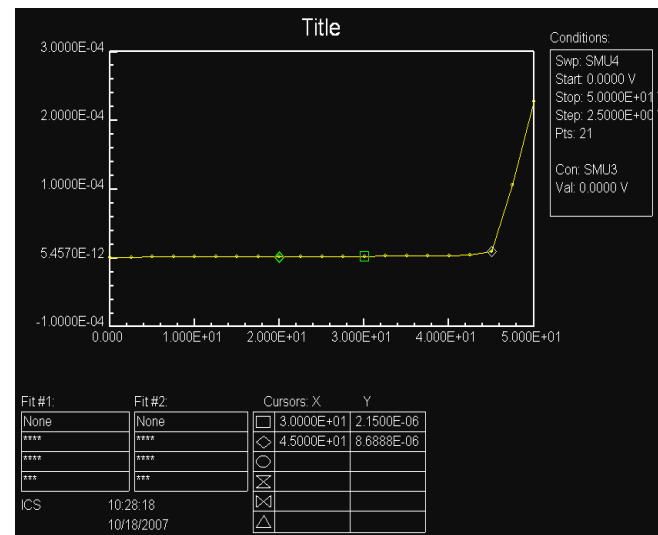 Title
Conditions:
Swp: SMU4
Start: 0.0000 V
Stop: 5.0000E+01
Step: 2.5000E+00
Pts: 21
Con: SMU3
Val: 0.0000 V
3.0000E-04
2.0000E-04
1.0000E-04
5.4570E-12
-1.0000E-04
0.000 1.000E+01 2.000E+01 3.000E+01 4.000E+01 5.000E+01
Fit #1: Fit #2: Cursors: X Y
None None 3.0000E+01 2.1500E-06
**** **** 4.5000E+01 8.6888E-06
**** ****
*** ***
ICS 10:28:18
10/18/2007